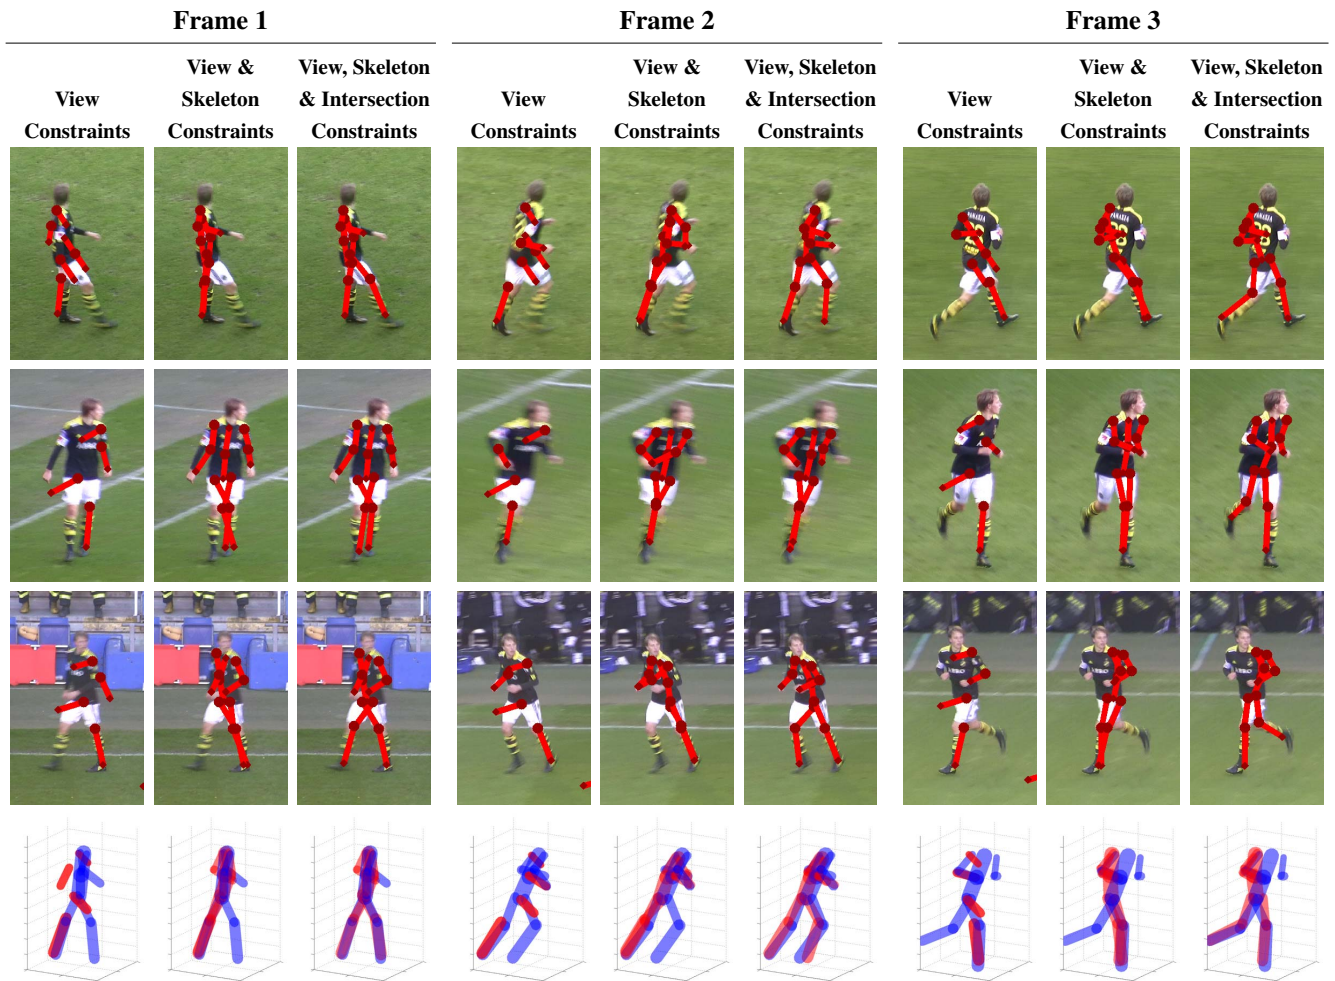 Frame 1
Frame 2
Frame 3
View
Constraints
View &
Skeleton
Constraints
View, Skeleton
& Intersection
Constraints
View
Constraints
View &
Skeleton
Constraints
View, Skeleton
& Intersection
Constraints
View
Constraints
View &
Skeleton
Constraints
View, Skeleton
& Intersection
Constraints